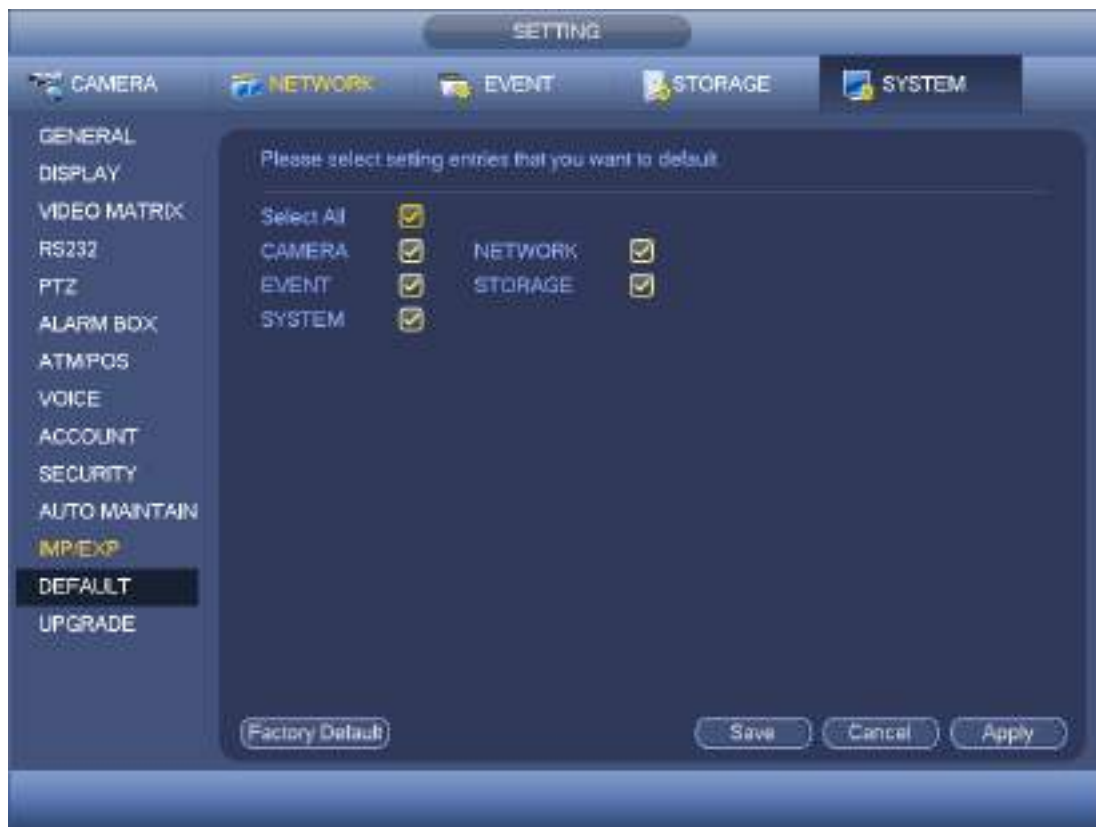 SETTING
CAMERA NETWORK EVENT STORAGE SYSTEM
GENERAL
DISPLAY
VIDEO MATRIX
RS232
PTZ
ALARM BOX
ATM/POS
VOICE
ACCOUNT
SECURITY
AUTO MAINTAIN
IMP/EXP
DEFAULT
UPGRADE
Please select setting entries that you want to default.
Select All
CAMERA NETWORK
EVENT STORAGE
SYSTEM
Factory Default Save Cancel Apply